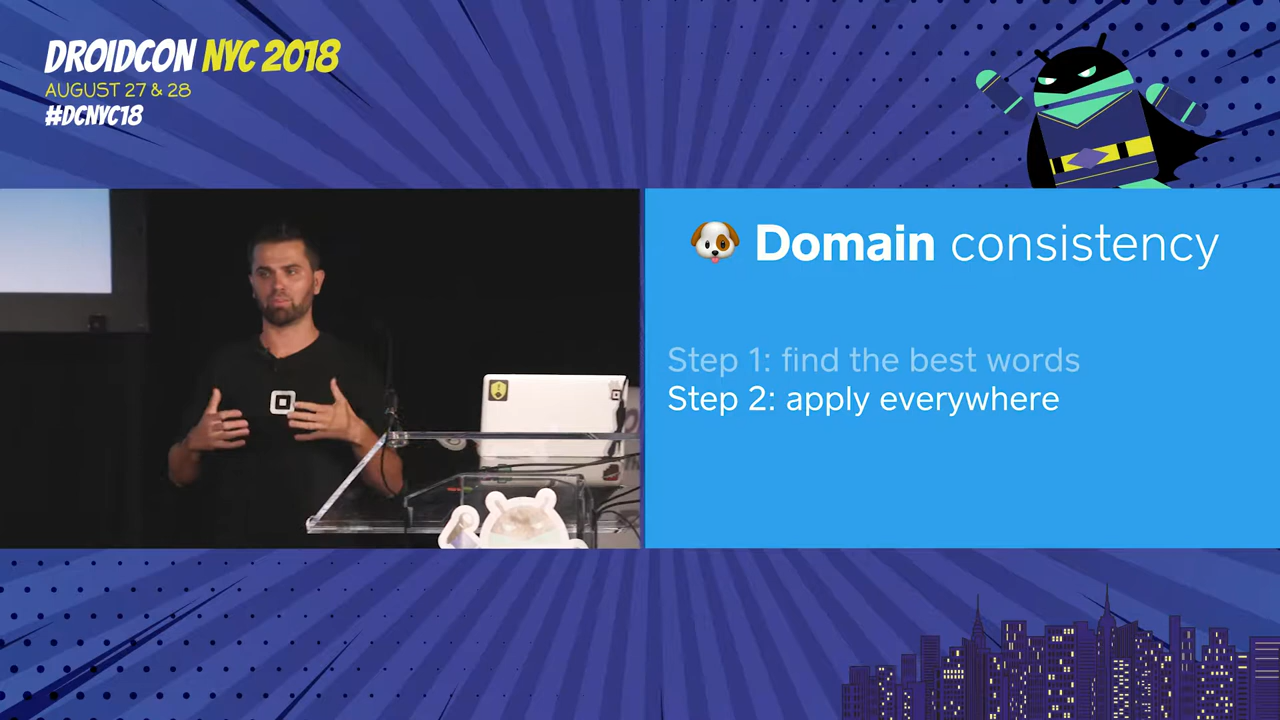 DROIDCON NYC 2018
AUGUST 27 & 28
#DCNYC18
Domain consistency
Step 1: find the best words
Step 2: apply everywhere